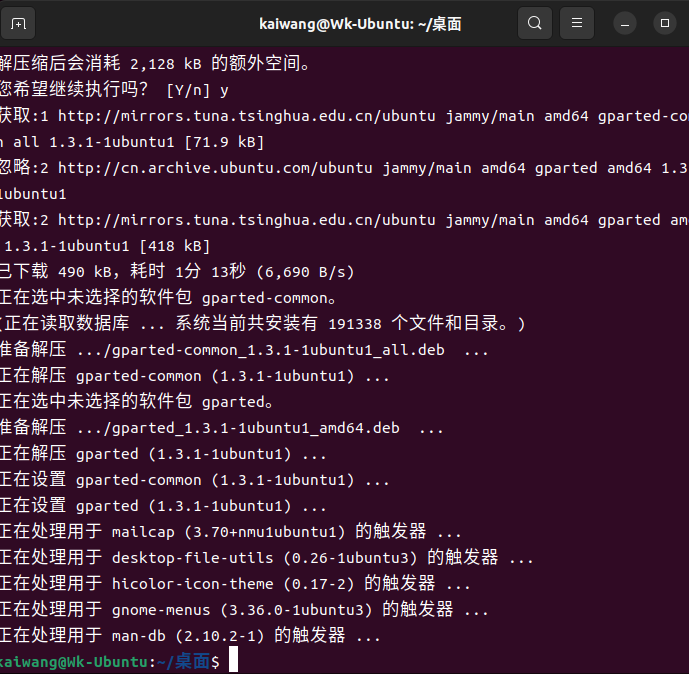 kaiwang@Wk-Ubuntu: ~/桌面
解压缩后会消耗 2,128 kB 的额外空间。
您希望继续执行吗？ [Y/n] y
获取:1 http://mirrors.tuna.tsinghua.edu.cn/ubuntu jammy/main amd64 gparted-com
n all 1.3.1-1ubuntu1 [71.9 kB]
忽略:2 http://cn.archive.ubuntu.com/ubuntu jammy/main amd64 gparted amd64 1.3
1ubuntu1
获取:2 http://mirrors.tuna.tsinghua.edu.cn/ubuntu jammy/main amd64 gparted am
1.3.1-1ubuntu1 [418 kB]
已下载 490 kB，耗时 1分 13秒 (6,690 B/s)
正在选中未选择的软件包 gparted-common。
(正在读取数据库 ... 系统当前共安装有 191338 个文件和目录。)
准备解压 .../gparted-common_1.3.1-1ubuntu1_all.deb ...
正在解压 gparted-common (1.3.1-1ubuntu1) ...
正在选中未选择的软件包 gparted。
准备解压 .../gparted_1.3.1-1ubuntu1_amd64.deb ...
正在解压 gparted (1.3.1-1ubuntu1) ...
正在设置 gparted-common (1.3.1-1ubuntu1) ...
正在设置 gparted (1.3.1-1ubuntu1) ...
正在处理用于 mailcap (3.70+nmu1ubuntu1) 的触发器 ...
正在处理用于 desktop-file-utils (0.26-1ubuntu3) 的触发器 ...
正在处理用于 hicolor-icon-theme (0.17-2) 的触发器 ...
正在处理用于 gnome-menus (3.36.0-1ubuntu3) 的触发器 ...
正在处理用于 man-db (2.10.2-1) 的触发器 ...
kaiwang@Wk-Ubuntu:~/桌面$